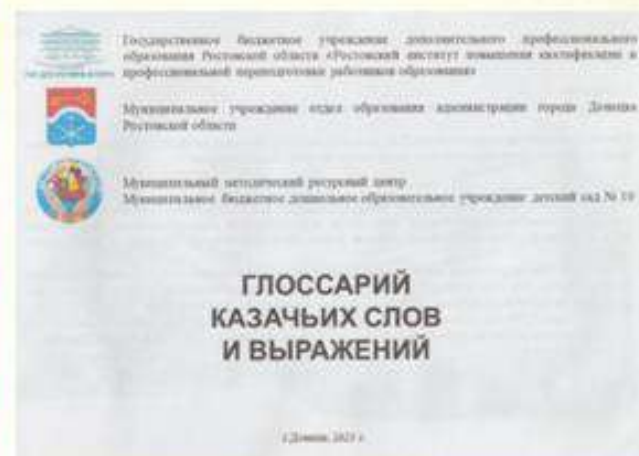 Государственное бюджетное учреждение дополнительного профессионального
образования Ростовской области «Ростовский институт повышения квалификации и
профессиональной переподготовки работников образования»
Муниципальное учреждение отдел образования администрации города Донецка
Ростовской области
Муниципальный методический ресурсный центр
Муниципальное бюджетное дошкольное образовательное учреждение детский сад №
ГЛОССАРИЙ
КАЗАЧЬИХ СЛОВ
И ВЫРАЖЕНИЙ
г.Донецк,